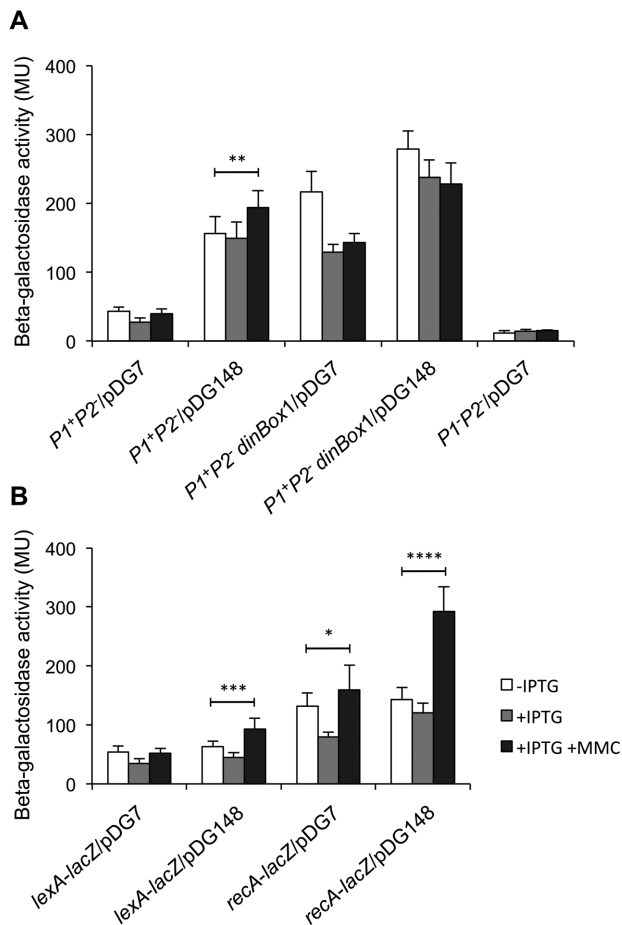 A
Beta-galactosidase activity (MU)
400
300
200
100
0
**
P1⁺P2⁻/pDG7
P1⁺P2⁻/pDG148
P1⁺P2⁻ dinBox1/pDG7
P1⁺P2⁻ dinBox1/pDG148
P1⁻P2⁻/pDG7
B
Beta-galactosidase activity (MU)
400
300
200
100
0
***
*
****
lexA-lacZ/pDG7
lexA-lacZ/pDG148
recA-lacZ/pDG7
recA-lacZ/pDG148
-IPTG
+IPTG
+IPTG +MMC